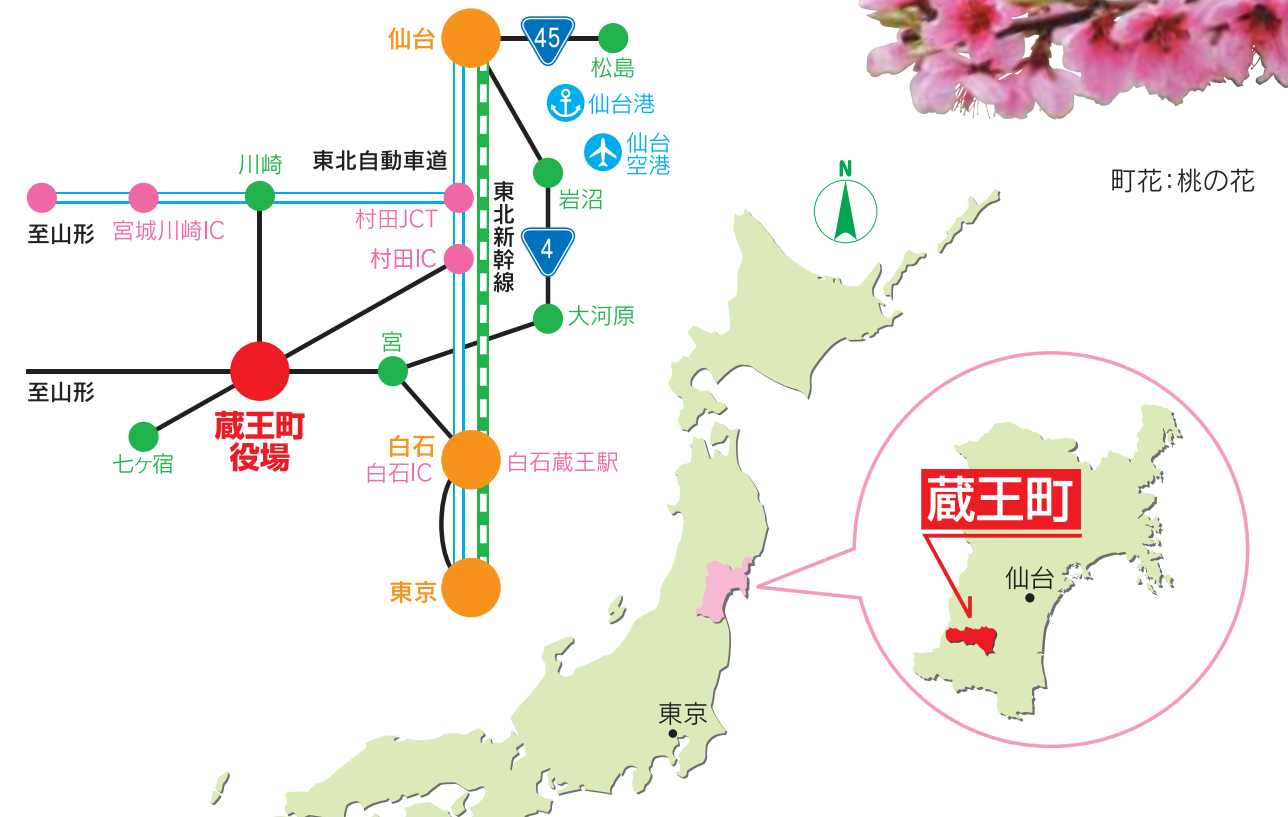 仙台
45
松島
仙台港
仙台
空港
川崎
東北自動車道
岩沼
至山形
宮城川崎IC
村田JCT
東北新幹線
村田IC
4
大河原
宮
至山形
蔵王町
役場
七ケ宿
白石
白石IC
白石蔵王駅
東京
町花:桃の花
N
蔵王町
仙台
東京